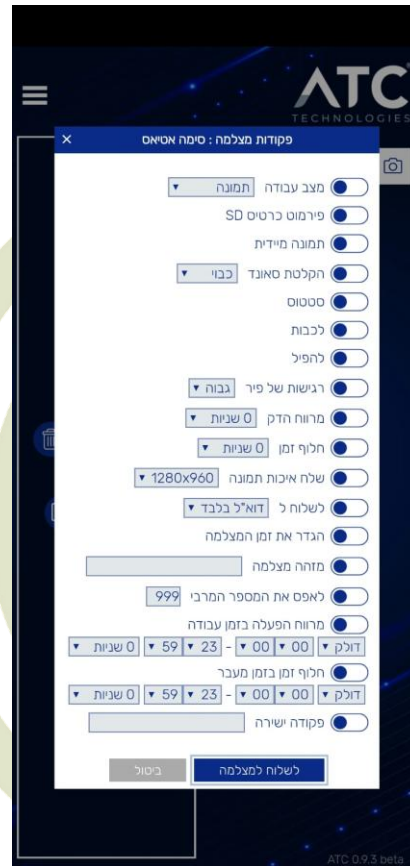 ATC
TECHNOLOGIES
פקודות מצלמה : סימה אטיאס ×
מצב עבודה תמונה
פירמוט כרטיס SD
תמונה מיידית
הקלטת סאונד כבוי
סטטוס
לכבות
להפיל
רגישות של פיר גבוה
מרווח הדק 0 שניות
חלוף זמן 0 שניות
שלח איכות תמונה 1280x960
לשלוח ל דוא"ל בלבד
הגדר את זמן המצלמה
מזהה מצלמה
לאפס את המספר המרבי 999
מרווח הפעלה בזמן עבודה
דולק 00 00 - 23 59 0 שניות
חלוף זמן בזמן מעבר
דולק 00 00 - 23 59 0 שניות
פקודה ישירה
לשלוח למצלמה ביטול
ATC 0.9.3 beta